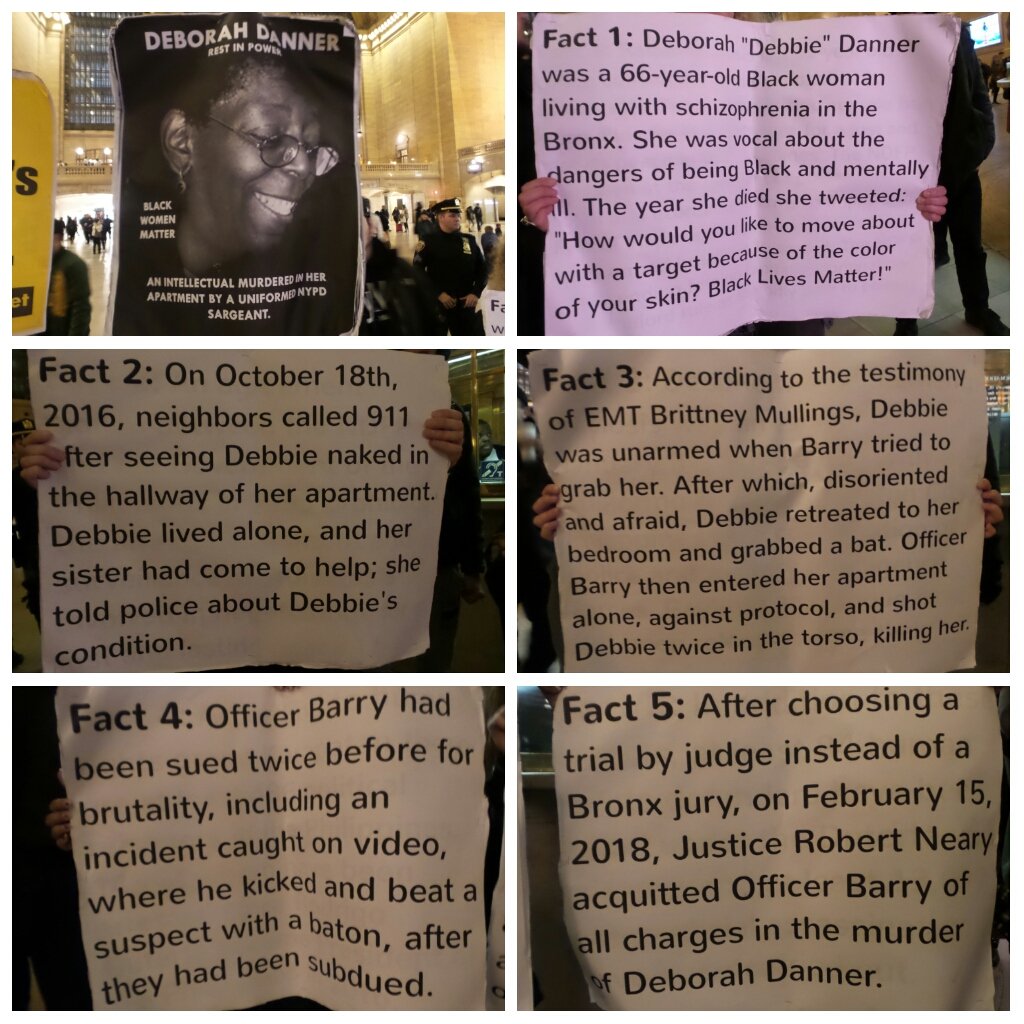 DEBORAH DANNER
REST IN POWER
BLACK
WOMEN
MATTER
AN INTELLECTUAL MURDERED IN HER
APARTMENT BY A UNIFORMED NYPD
SARGEANT.
's
et
Fa
w
Fact 1: Deborah "Debbie" Danner
was a 66-year-old Black woman
living with schizophrenia in the
Bronx. She was vocal about the
dangers of being Black and mentally
ill. The year she died she tweeted:
"How would you like to move about
with a target because of the color
of your skin? Black Lives Matter!"
Fact 2: On October 18th,
2016, neighbors called 911
fter seeing Debbie naked in
the hallway of her apartment.
Debbie lived alone, and her
sister had come to help; she
told police about Debbie's
condition.
Fact 3: According to the testimony
of EMT Brittney Mullings, Debbie
was unarmed when Barry tried to
grab her. After which, disoriented
and afraid, Debbie retreated to her
bedroom and grabbed a bat. Officer
Barry then entered her apartment
alone, against protocol, and shot
Debbie twice in the torso, killing her.
Fact 4: Officer Barry had
been sued twice before for
brutality, including an
incident caught on video,
where he kicked and beat a
suspect with a baton, after
they had been subdued.
Fact 5: After choosing a
trial by judge instead of a
Bronx jury, on February 15,
2018, Justice Robert Neary
acquitted Officer Barry of
all charges in the murder
of Deborah Danner.